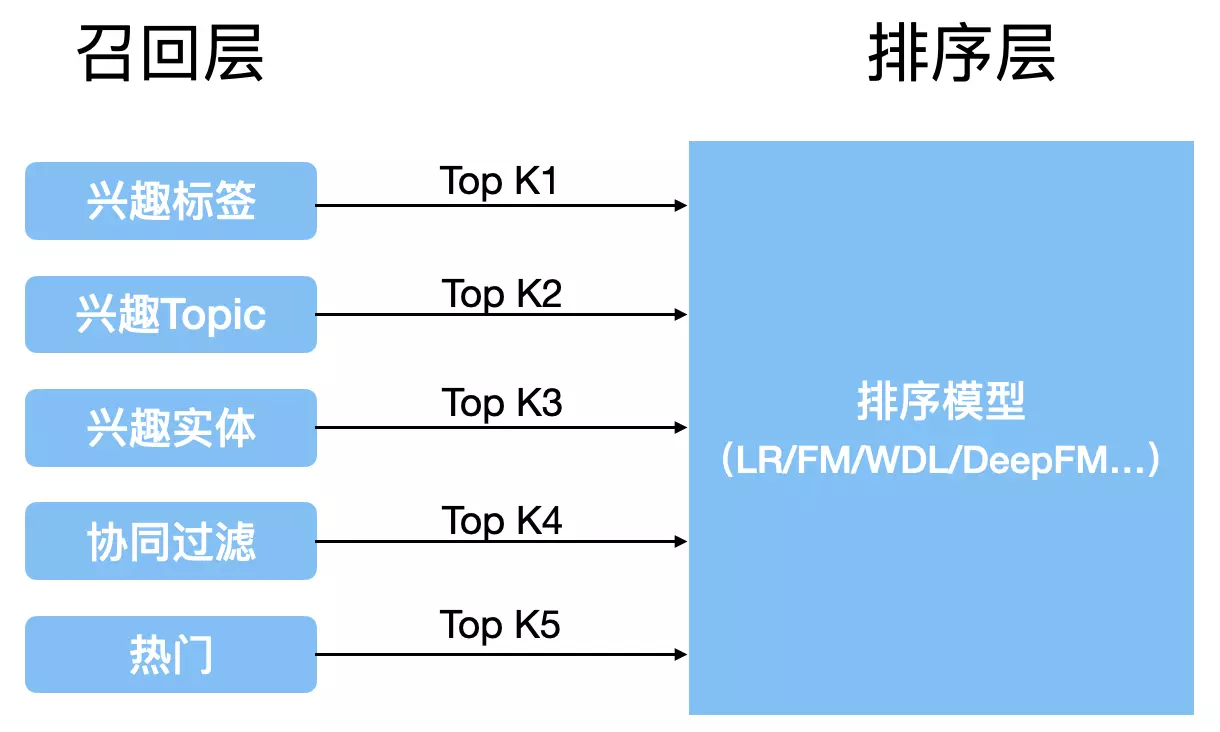 召回层
排序层
兴趣标签
Top K1
兴趣Topic
Top K2
兴趣实体
Top K3
协同过滤
Top K4
热门
Top K5
排序模型
（LR/FM/WDL/DeepFM…）